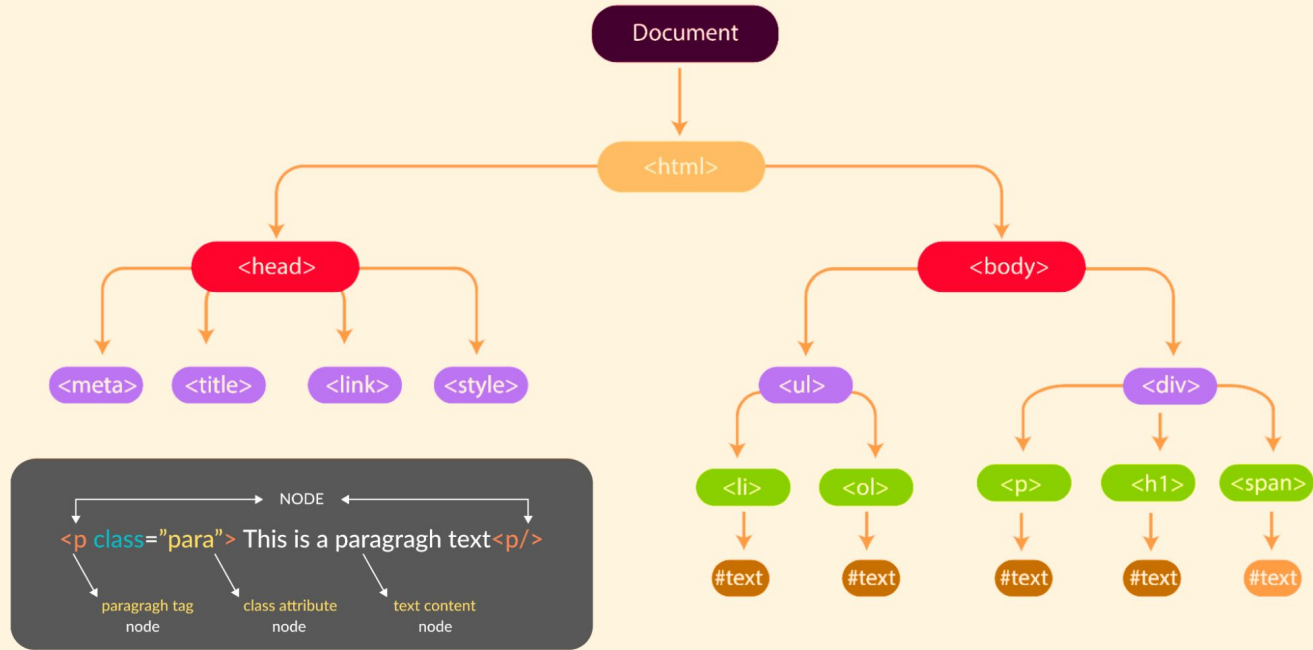 Document
<html>
<head>
<body>
<meta>
<title>
<link>
<style>
<ul>
<div>
<li>
<ol>
<p>
<h1>
<span>
#text
#text
#text
#text
#text
NODE
<p class=”para”> This is a paragragh text<p/>
paragragh tag
node
class attribute
node
text content
node